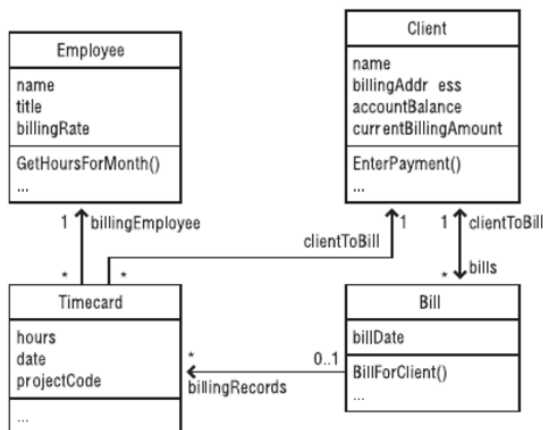 Employee
name
title
billingRate
GetHoursForMonth()
...
Client
name
billingAddr ess
accountBalance
currentBillingAmount
EnterPayment()
...
1 billingEmployee
*
clientToBill
1
*
1 clientToBill
* bills
Timecard
hours
date
projectCode
...
* 0..1
billingRecords
Bill
billDate
BillForClient()
...